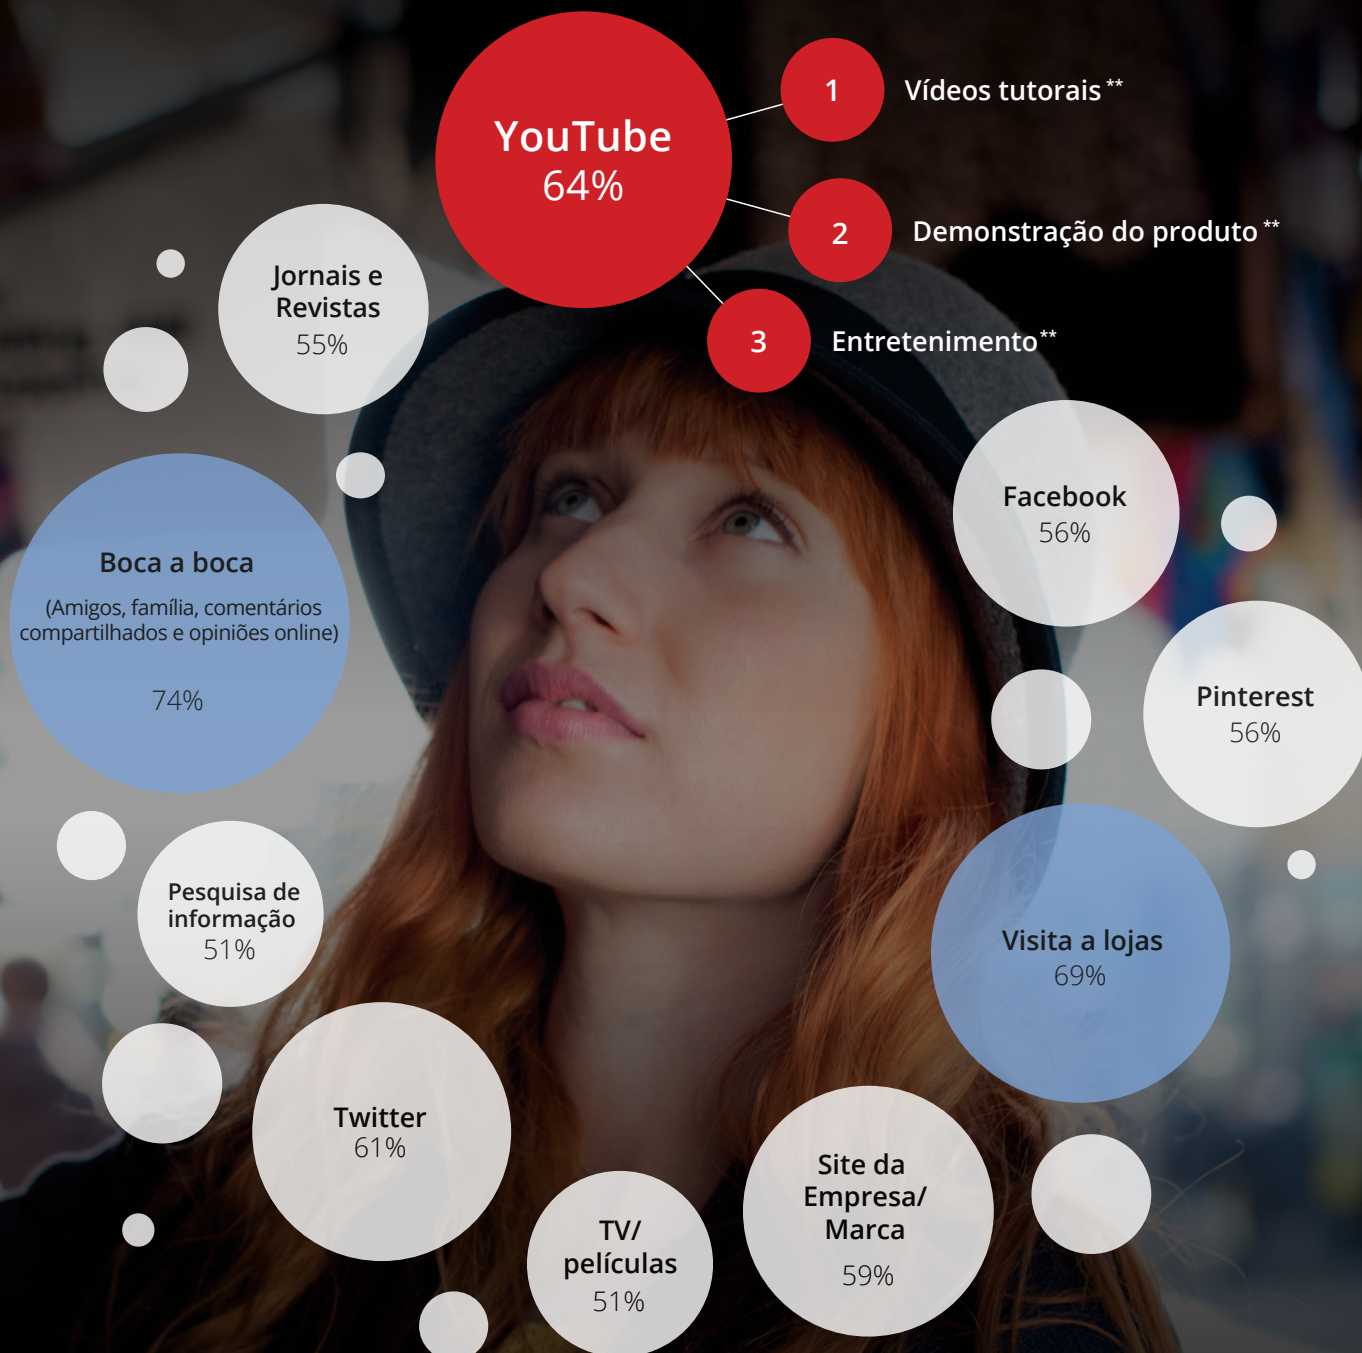 YouTube
64%
1
Vídeos tutorais**
2
Demonstração do produto**
3
Entretenimento**
Jornais e
Revistas
55%
Facebook
56%
Boca a boca
(Amigos, família, comentários
compartilhados e opiniões online)
74%
Pinterest
56%
Pesquisa de
informação
51%
Visita a lojas
69%
Twitter
61%
Site da
Empresa/
Marca
59%
TV/
películas
51%